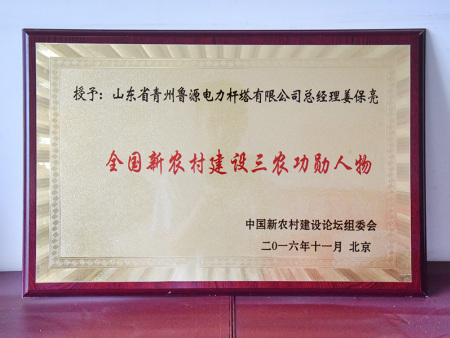 授予：山东省青州鲁源电力杆塔有限公司总经理姜保亮
全国新农村建设三农功勋人物
中国新农村建设论坛组委会
二〇一六年十一月 北京